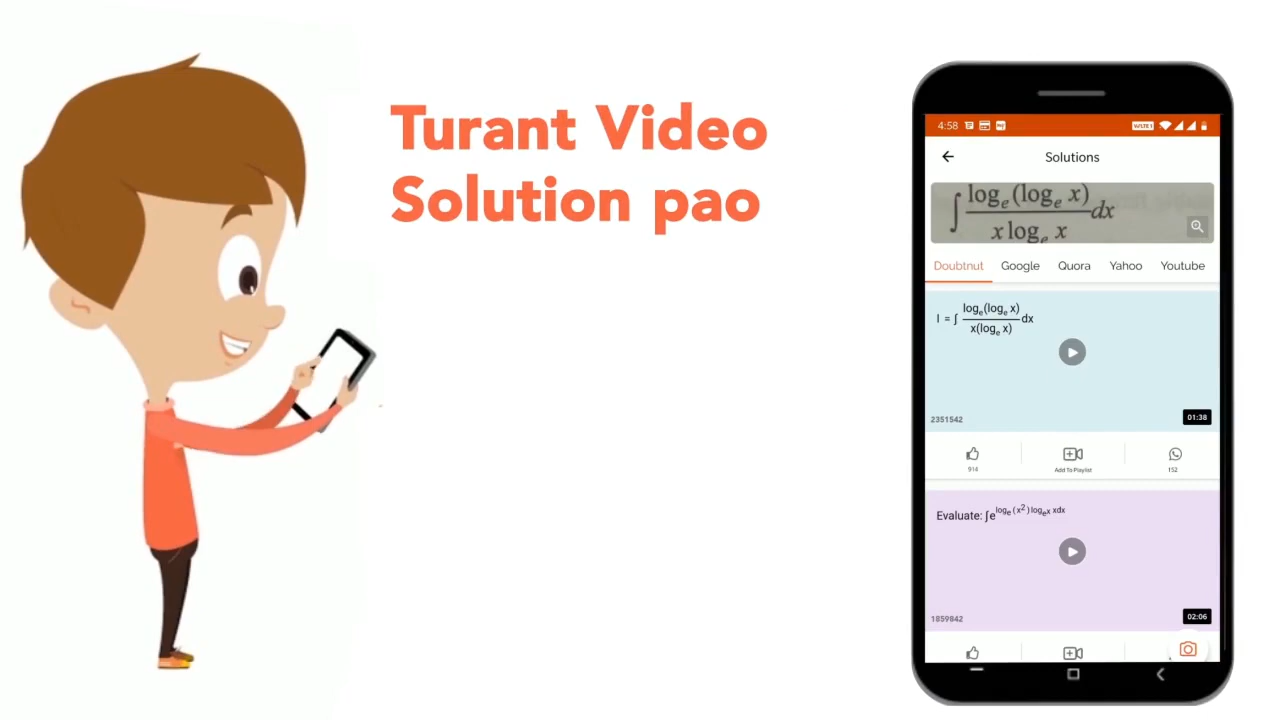 Turant Video
Solution pao
4:58
VoLTE1
Solutions
∫ logₑ(logₑ x) / x logₑ x dx
Doubtnut Google Quora Yahoo Youtube
I = ∫ logₑ(logₑ x) / x(logₑ x) dx
2351542 01:38
914 Add To Playlist 152
Evaluate: ∫e^logₑ(x²)logₑx xdx
1859842 02:06